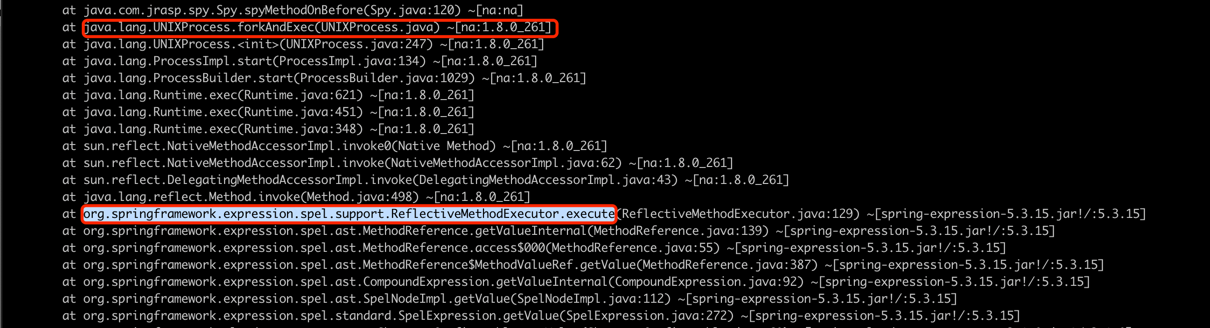 at java.com.jrasp.spy.Spy.spyMethodOnBefore(Spy.java:120) ~[na:na]
at java.lang.UNIXProcess.forkAndExec(UNIXProcess.java) ~[na:1.8.0_261]
at java.lang.UNIXProcess.<init>(UNIXProcess.java:247) ~[na:1.8.0_261]
at java.lang.ProcessImpl.start(ProcessImpl.java:134) ~[na:1.8.0_261]
at java.lang.ProcessBuilder.start(ProcessBuilder.java:1029) ~[na:1.8.0_261]
at java.lang.Runtime.exec(Runtime.java:621) ~[na:1.8.0_261]
at java.lang.Runtime.exec(Runtime.java:451) ~[na:1.8.0_261]
at java.lang.Runtime.exec(Runtime.java:348) ~[na:1.8.0_261]
at sun.reflect.NativeMethodAccessorImpl.invoke0(Native Method) ~[na:1.8.0_261]
at sun.reflect.NativeMethodAccessorImpl.invoke(NativeMethodAccessorImpl.java:62) ~[na:1.8.0_261]
at sun.reflect.DelegatingMethodAccessorImpl.invoke(DelegatingMethodAccessorImpl.java:43) ~[na:1.8.0_261]
at java.lang.reflect.Method.invoke(Method.java:498) ~[na:1.8.0_261]
at org.springframework.expression.spel.support.ReflectiveMethodExecutor.execute(ReflectiveMethodExecutor.java:129) ~[spring-expression-5.3.15.jar!/:5.3.15]
at org.springframework.expression.spel.ast.MethodReference.getValueInternal(MethodReference.java:139) ~[spring-expression-5.3.15.jar!/:5.3.15]
at org.springframework.expression.spel.ast.MethodReference.access$000(MethodReference.java:55) ~[spring-expression-5.3.15.jar!/:5.3.15]
at org.springframework.expression.spel.ast.MethodReference$MethodValueRef.getValue(MethodReference.java:387) ~[spring-expression-5.3.15.jar!/:5.3.15]
at org.springframework.expression.spel.ast.CompoundExpression.getValueInternal(CompoundExpression.java:92) ~[spring-expression-5.3.15.jar!/:5.3.15]
at org.springframework.expression.spel.ast.SpelNodeImpl.getValue(SpelNodeImpl.java:112) ~[spring-expression-5.3.15.jar!/:5.3.15]
at org.springframework.expression.spel.standard.SpelExpression.getValue(SpelExpression.java:272) ~[spring-expression-5.3.15.jar!/:5.3.15]